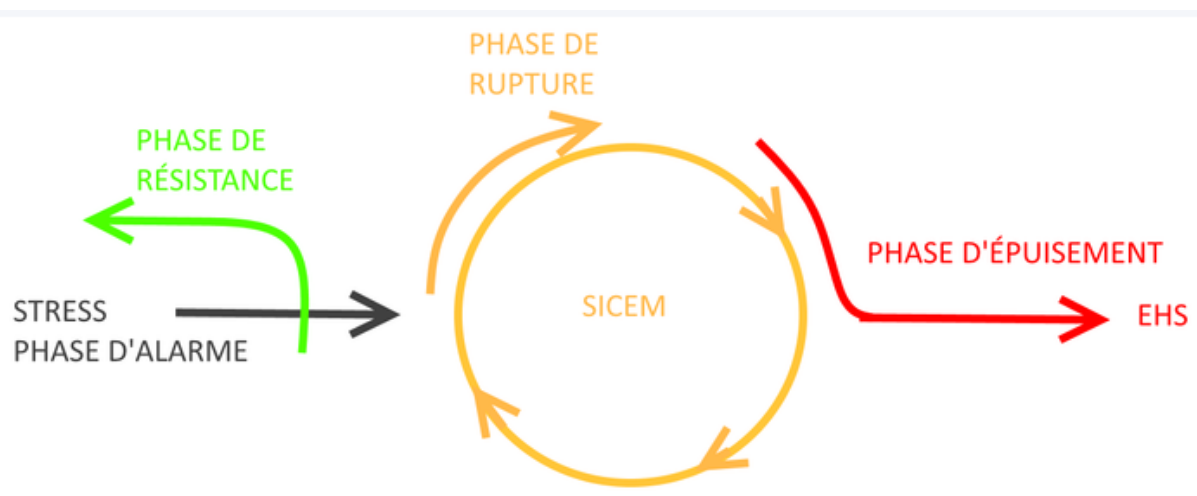 PHASE DE
RUPTURE
PHASE DE
RÉSISTANCE
PHASE D'ÉPUISEMENT
SICEM
STRESS
PHASE D'ALARME
EHS